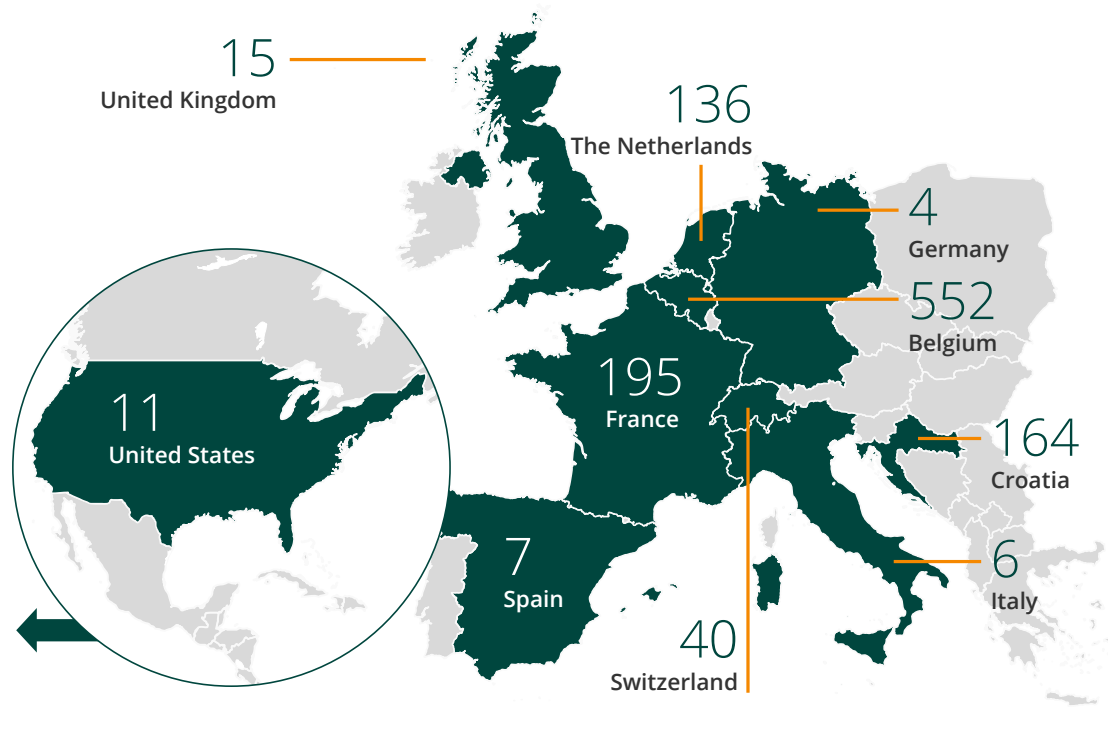 15
United Kingdom
136
The Netherlands
4
Germany
552
Belgium
195
France
11
United States
164
Croatia
7
Spain
6
Italy
40
Switzerland